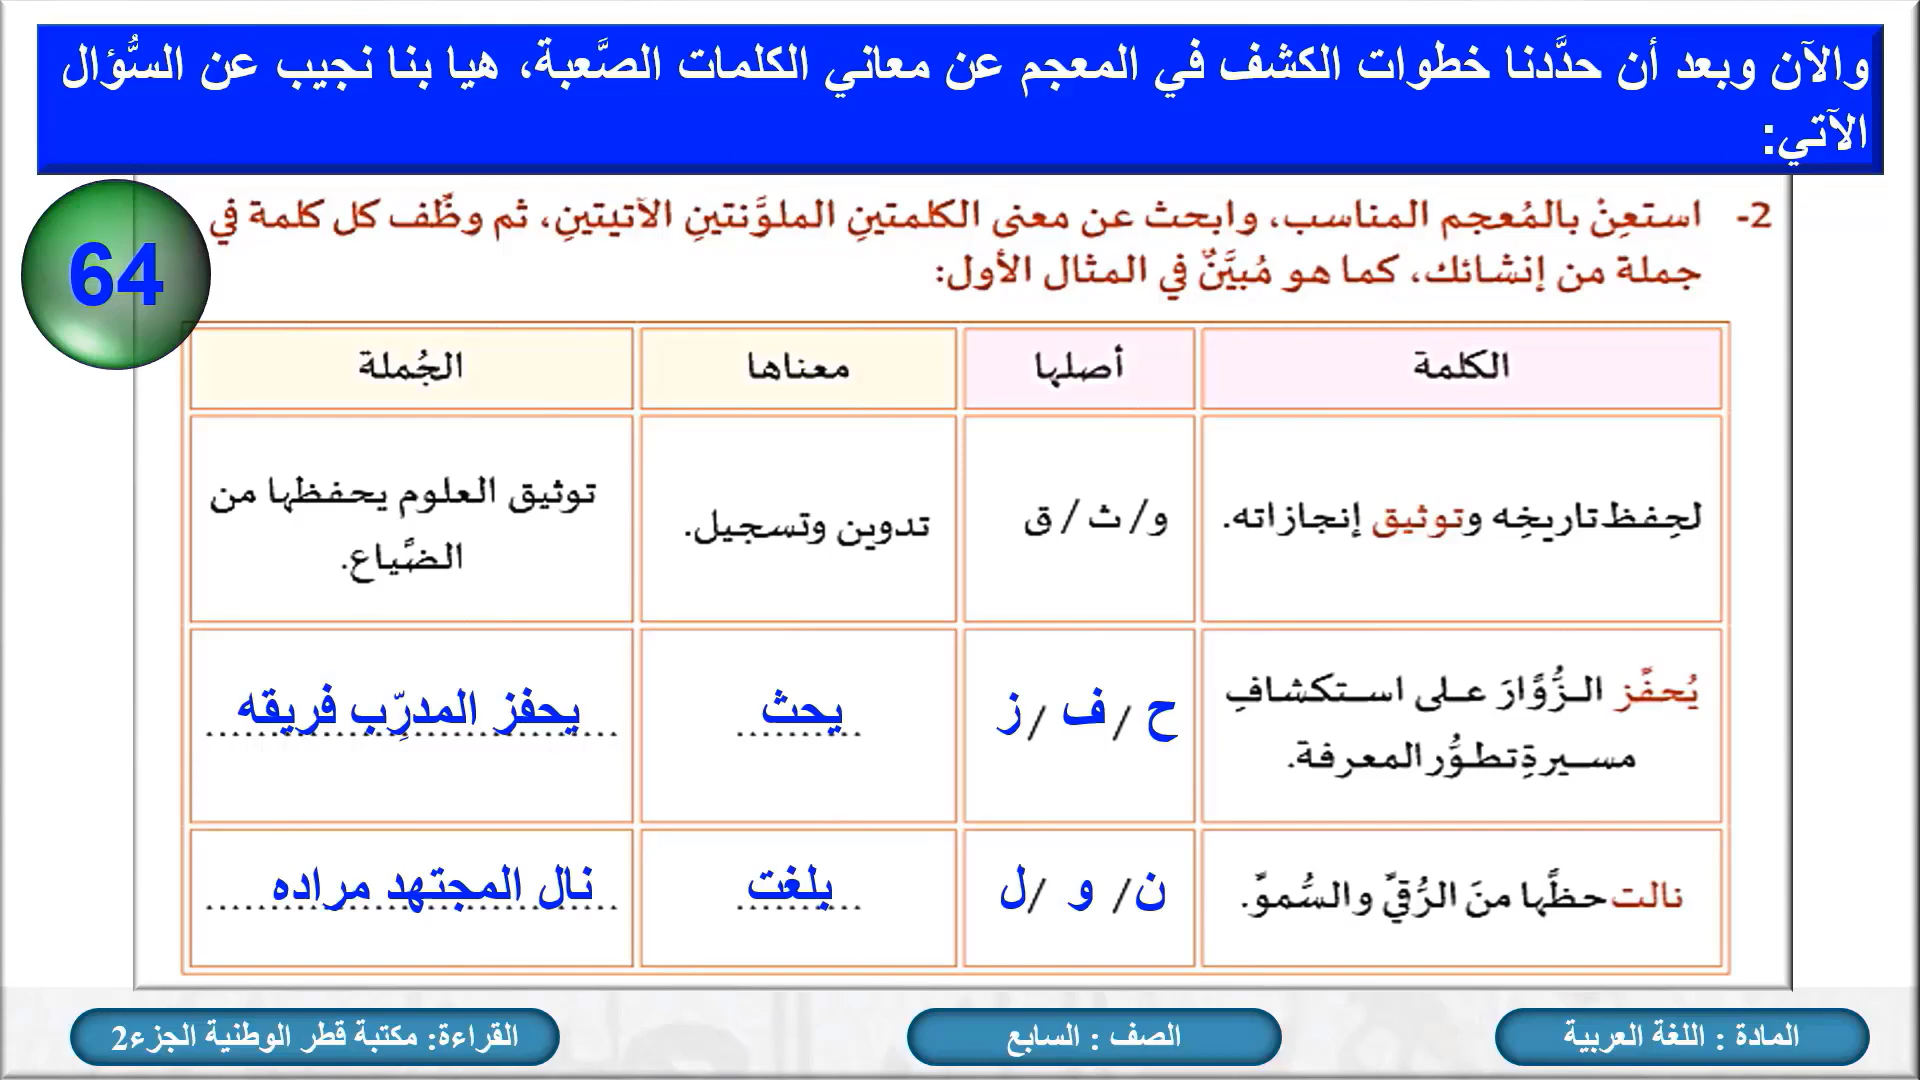 والآن وبعد أن حدَّدنا خطوات الكشف في المعجم عن معاني الكلمات الصَّعبة، هيا بنا نجيب عن السُّؤال
الآتي:
64
2- استعِنْ بالمُعجم المناسب، وابحث عن معنى الكلمتينِ الملوَّنتينِ الآتيتينِ، ثم وظِّف كل كلمة في
جملة من إنشائك، كما هو مُبيَّنٌ في المثال الأول:
الكلمة أصلها معناها الجُملة
لحِفظ تاريخِه وتوثيق إنجازاته. و/ ث / ق تدوين وتسجيل. توثيق العلوم يحفظها من
الضَّياع.
يُحفِّز الزُّوَّارَ على استكشافِ
مسيرةِ تطوُّر المعرفة. ح / ف / ز يحث يحفز المدرِّب فريقه
نالت حظَّها منَ الرُّقيِّ والسُّموِّ. ن/ و /ل بلغت نال المجتهد مراده
المادة : اللغة العربية
الصف : السابع
القراءة: مكتبة قطر الوطنية الجزء2